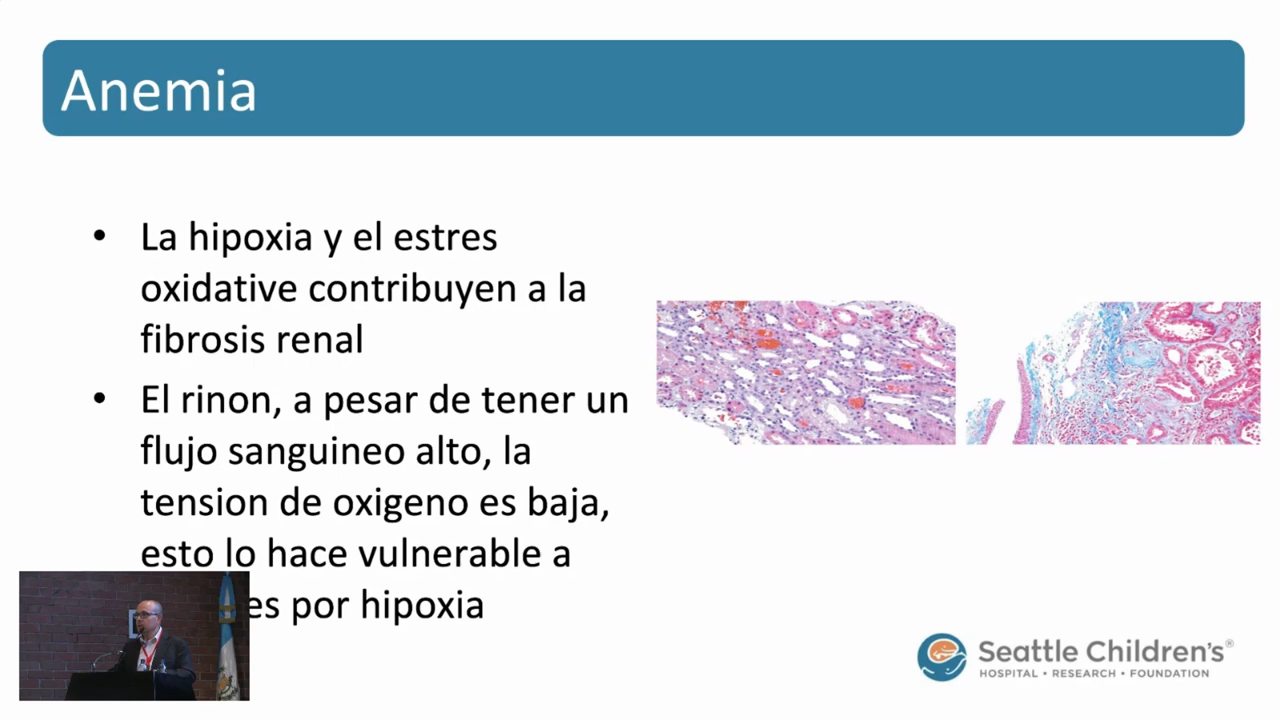 Anemia
• La hipoxia y el estres
oxidative contribuyen a la
fibrosis renal
• El rinon, a pesar de tener un
flujo sanguineo alto, la
tension de oxigeno es baja,
esto lo hace vulnerable a
por hipoxia
Seattle Children's®
HOSPITAL • RESEARCH • FOUNDATION